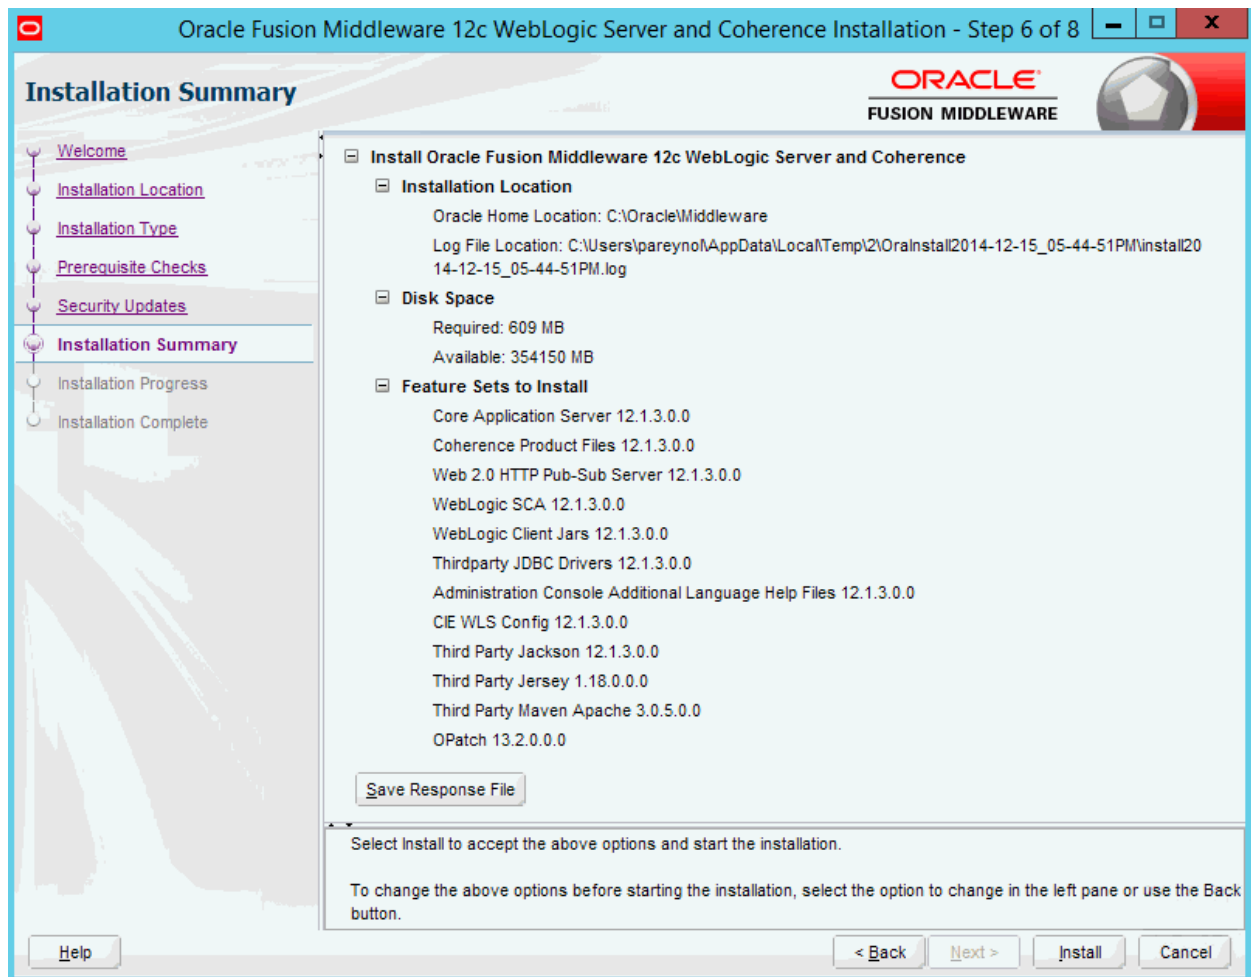 Oracle Fusion Middleware 12c WebLogic Server and Coherence Installation - Step 6 of 8
Installation Summary
ORACLE
FUSION MIDDLEWARE
Welcome
Installation Location
Installation Type
Prerequisite Checks
Security Updates
Installation Summary
Installation Progress
Installation Complete
Install Oracle Fusion Middleware 12c WebLogic Server and Coherence
Installation Location
Oracle Home Location: C:\Oracle\Middleware
Log File Location: C:\Users\pareynol\AppData\Local\Temp\2\OraInstall2014-12-15_05-44-51PM\install20
14-12-15_05-44-51PM.log
Disk Space
Required: 609 MB
Available: 354150 MB
Feature Sets to Install
Core Application Server 12.1.3.0.0
Coherence Product Files 12.1.3.0.0
Web 2.0 HTTP Pub-Sub Server 12.1.3.0.0
WebLogic SCA 12.1.3.0.0
WebLogic Client Jars 12.1.3.0.0
Thirdparty JDBC Drivers 12.1.3.0.0
Administration Console Additional Language Help Files 12.1.3.0.0
CIE WLS Config 12.1.3.0.0
Third Party Jackson 12.1.3.0.0
Third Party Jersey 1.18.0.0.0
Third Party Maven Apache 3.0.5.0.0
OPatch 13.2.0.0.0
Save Response File
Select Install to accept the above options and start the installation.
To change the above options before starting the installation, select the option to change in the left pane or use the Back
button.
Help
< Back
Next >
Install
Cancel